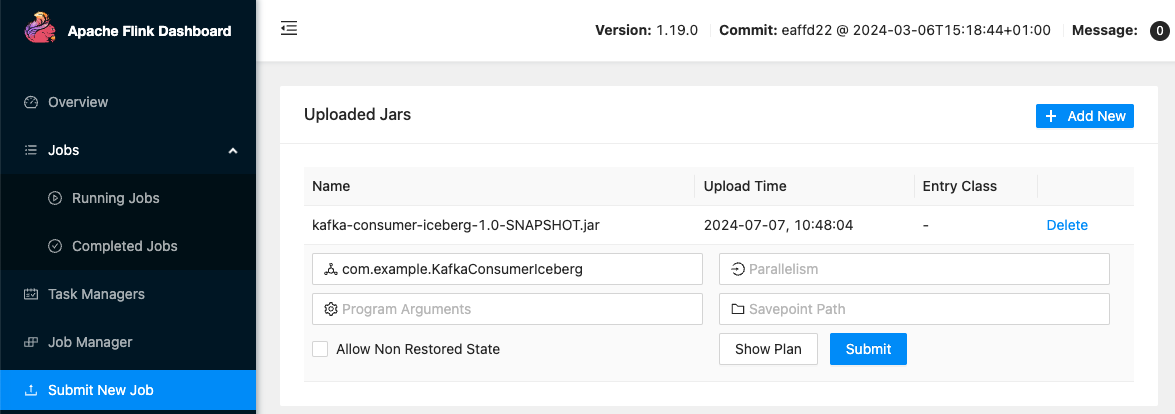 Apache Flink Dashboard
Version: 1.19.0 Commit: eaffd22 @ 2024-03-06T15:18:44+01:00 Message: 0
Overview
Jobs
Running Jobs
Completed Jobs
Task Managers
Job Manager
Submit New Job
Uploaded Jars
+ Add New
Name Upload Time Entry Class
kafka-consumer-iceberg-1.0-SNAPSHOT.jar 2024-07-07, 10:48:04 - Delete
com.example.KafkaConsumerIceberg Parallelism
Program Arguments Savepoint Path
Allow Non Restored State Show Plan Submit